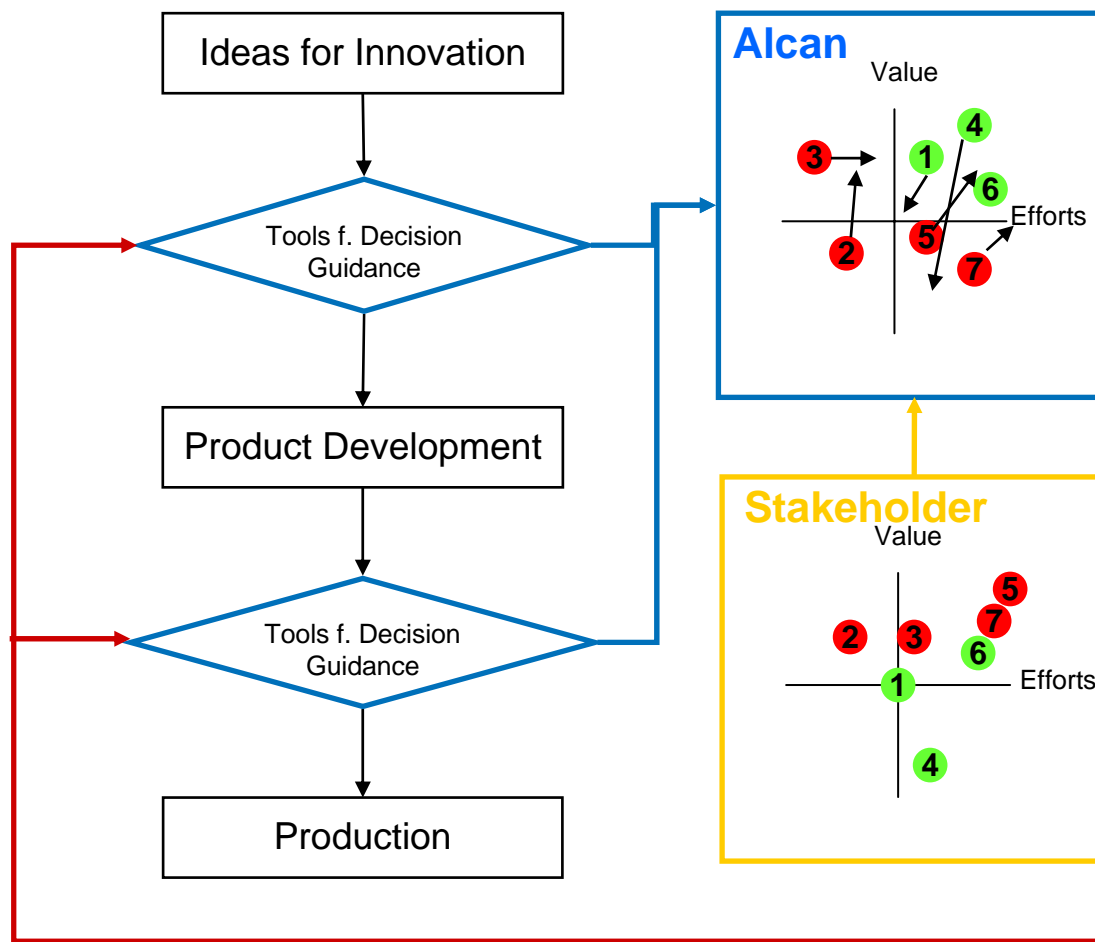 Ideas for Innovation
Tools f. Decision
Guidance
Product Development
Tools f. Decision
Guidance
Production
Alcan
Value
4
3
1
6
Efforts
5
2
7
Stakeholder
Value
5
7
2
3
6
1
Efforts
4